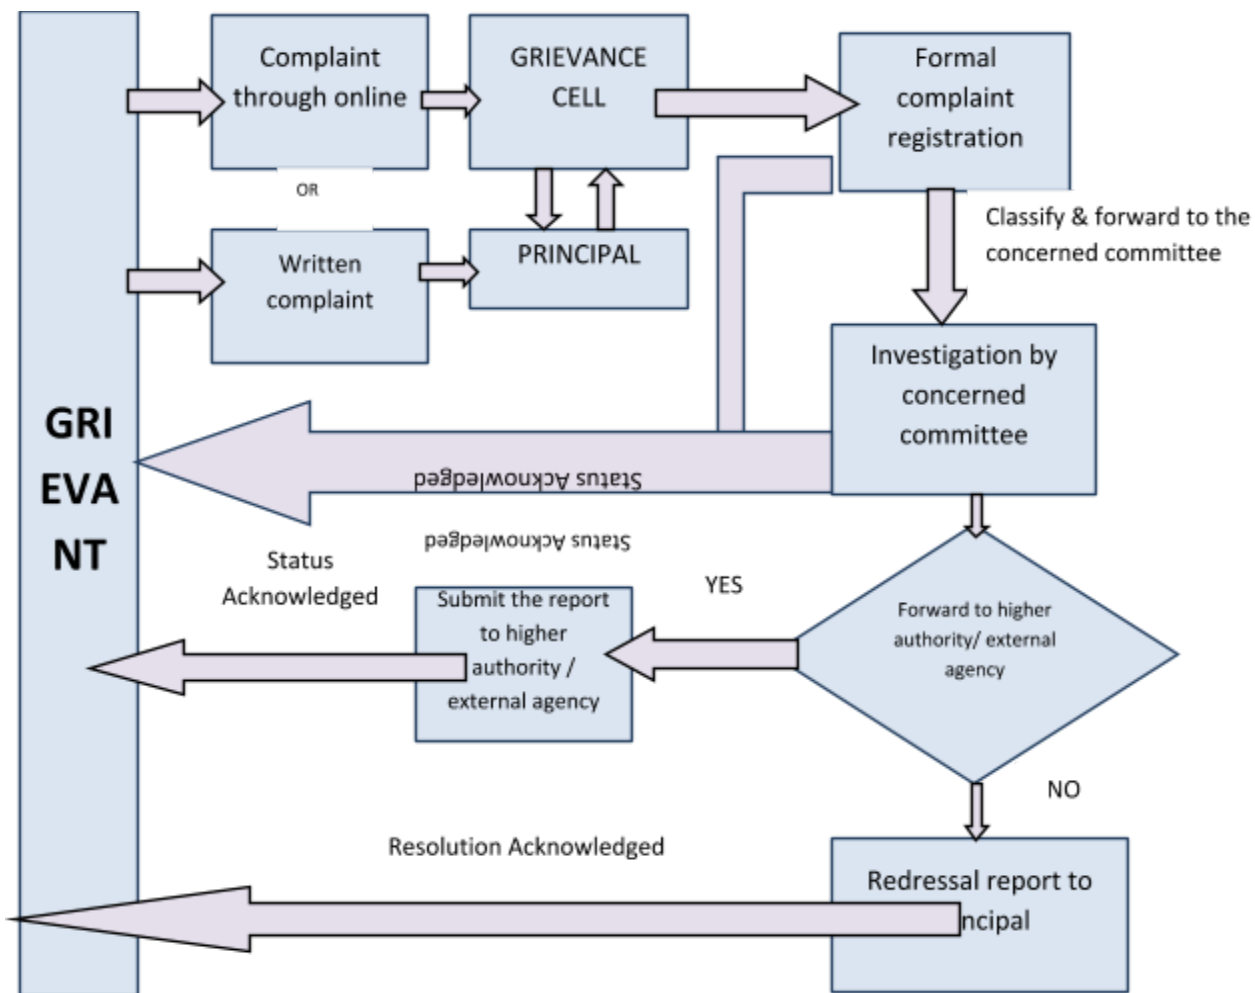 Complaint
through online
GRIEVANCE
CELL
Formal
complaint
registration
OR
Classify & forward to the
concerned committee
Written
complaint
PRINCIPAL
Investigation by
concerned
committee
GRI
EVA
NT
Status Acknowledged
Status Acknowledged
Status
Acknowledged
YES
Submit the report
to higher
authority /
external agency
Forward to higher
authority/ external
agency
NO
Resolution Acknowledged
Redressal report to
ncipal